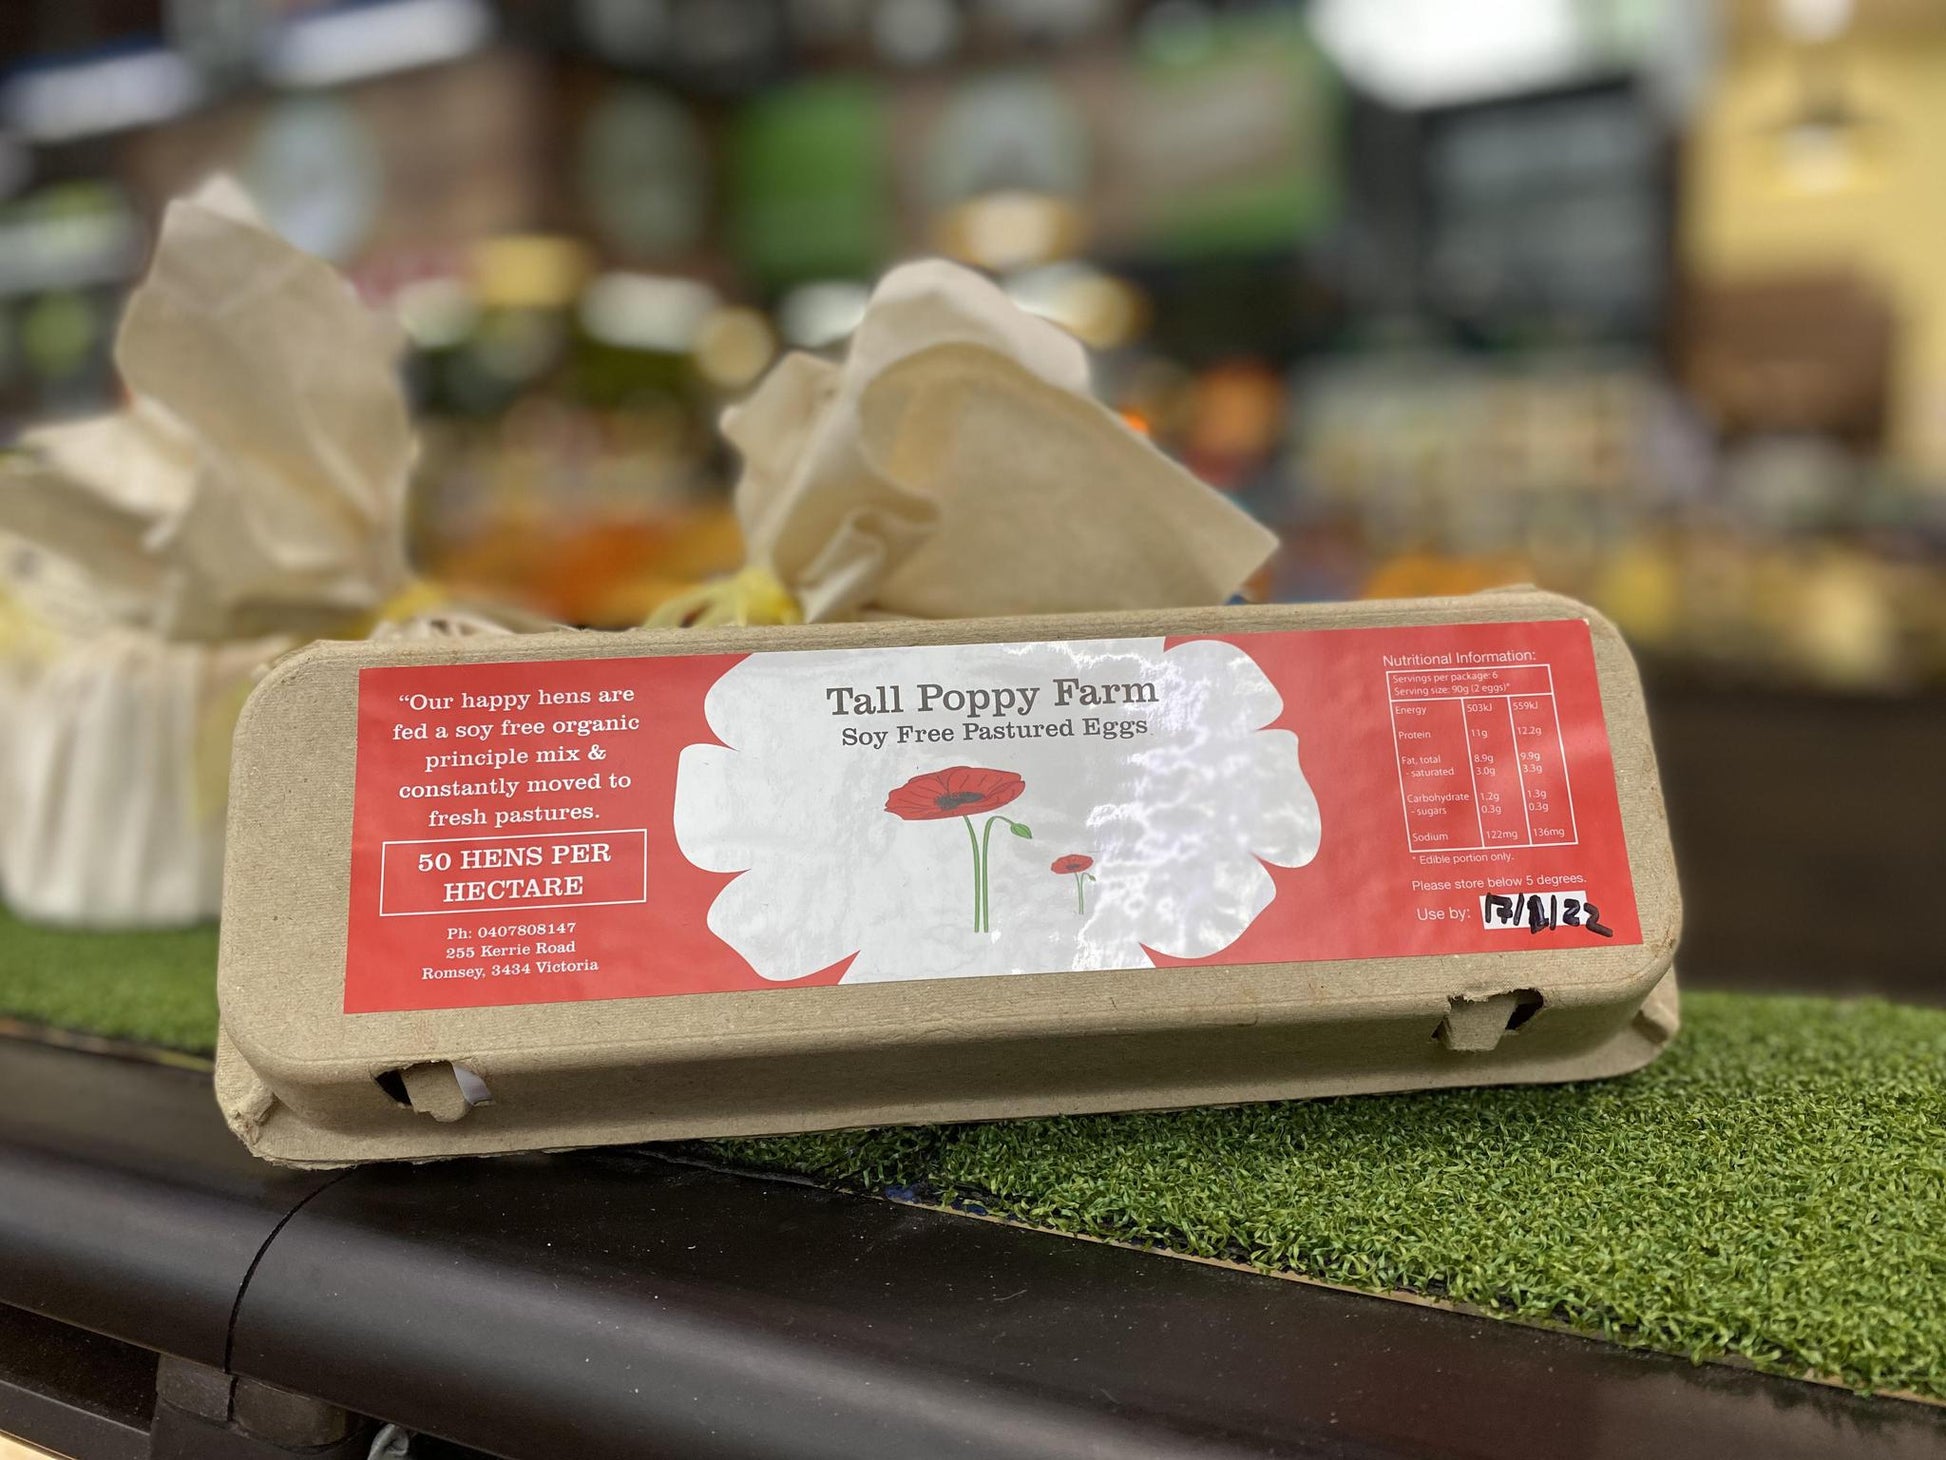 “Our happy hens are
fed a soy free organic
principle mix &
constantly moved to
fresh pastures.
50 HENS PER
HECTARE
Ph: 0407808147
255 Kerrie Road
Romsey, 3434 Victoria
Tall Poppy Farm
Soy Free Pastured Eggs
Nutritional Information:
Servings per package: 6
Serving size: 90g (2 eggs)*
Energy 503kJ 559kJ
Protein 11g 12.2g
Fat, total 8.9g 9.9g
- saturated 3.0g 3.3g
Carbohydrate 1.2g 1.3g
- sugars 0.3g 0.3g
Sodium 122mg 136mg
* Edible portion only.
Please store below 5 degrees.
Use by: